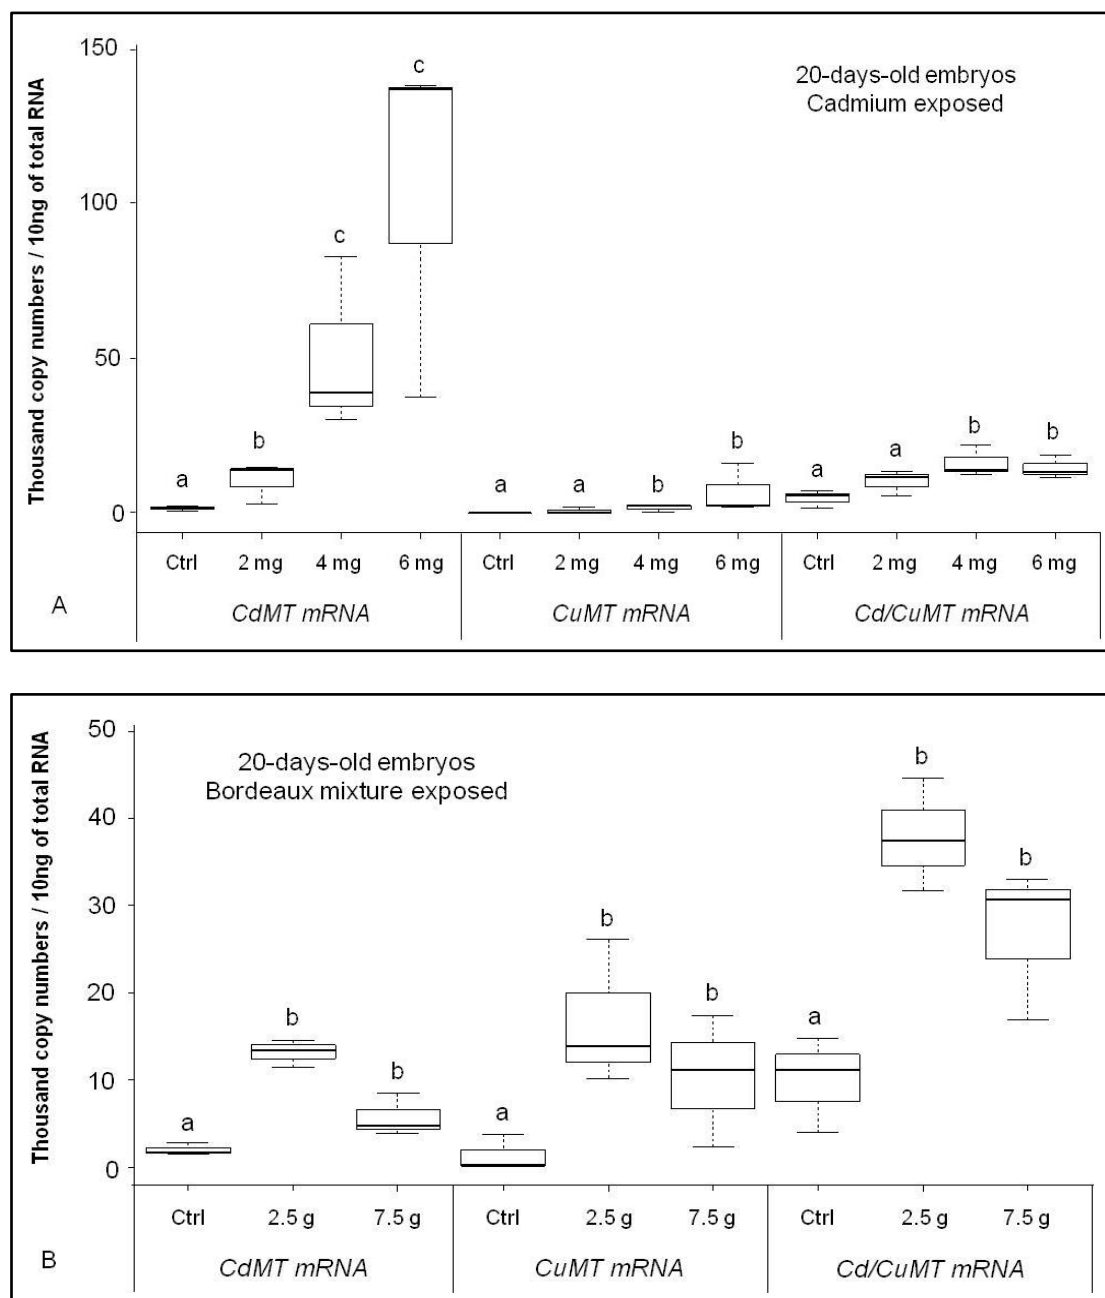 150
c
20-days-old embryos
Cadmium exposed
Thousand copy numbers / 10ng of total RNA
100
c
50
b
b
b
b
a
a
a
a
a
0
Ctrl 2 mg 4 mg 6 mg Ctrl 2 mg 4 mg 6 mg Ctrl 2 mg 4 mg 6 mg
A CdMT mRNA CuMT mRNA Cd/CuMT mRNA
50
20-days-old embryos
Bordeaux mixture exposed
Thousand copy numbers / 10ng of total RNA
b
40
b
30
b
20
b
a
b
10
b
a
a
0
Ctrl 2.5 g 7.5 g Ctrl 2.5 g 7.5 g Ctrl 2.5 g 7.5 g
B CdMT mRNA CuMT mRNA Cd/CuMT mRNA